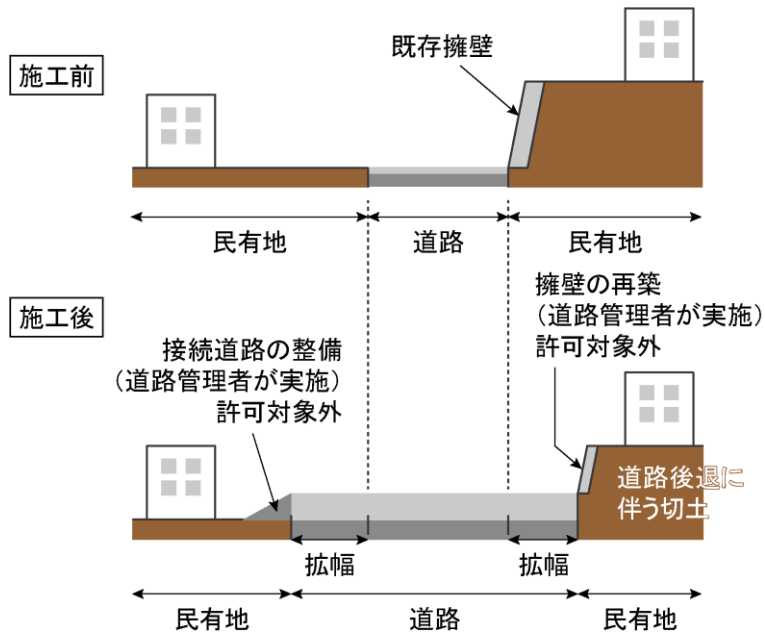 施工前
既存擁壁
民有地
道路
民有地
施工後
擁壁の再築
（道路管理者が実施）
許可対象外
接続道路の整備
（道路管理者が実施）
許可対象外
道路後退に
伴う切土
拡幅
拡幅
民有地
道路
民有地